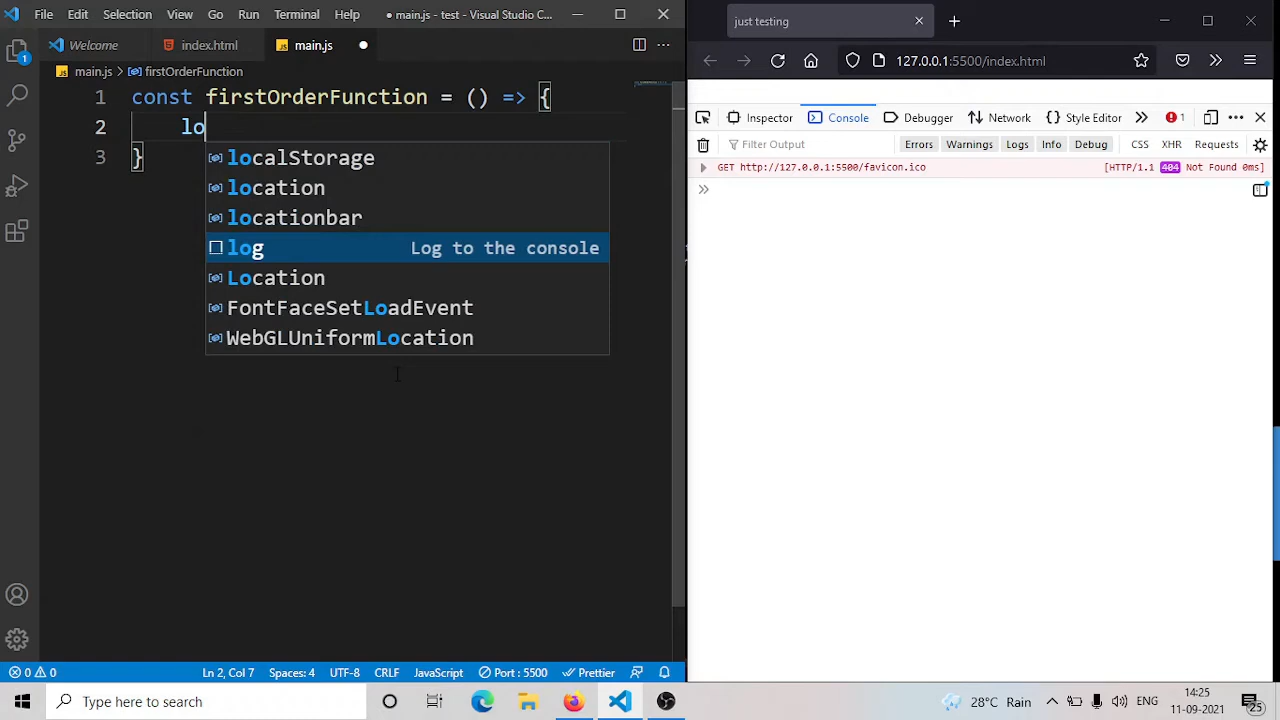 File Edit Selection View Go Run Terminal Help ● main.js - test - Visual Studio C...
Welcome index.html JS main.js ●
JS main.js > firstOrderFunction
1 const firstOrderFunction = () => {
2 lo
3 }
localStorage
location
locationbar
log Log to the console
Location
FontFaceSetLoadEvent
WebGLUniformLocation
1
0 0 Ln 2, Col 7 Spaces: 4 UTF-8 CRLF JavaScript Port : 5500 Prettier
just testing
127.0.0.1:5500/index.html
Inspector Console Debugger Network Style Editor 1
Filter Output Errors Warnings Logs Info Debug CSS XHR Requests
GET http://127.0.0.1:5500/favicon.ico [HTTP/1.1 404 Not Found 0ms]
Type here to search
28°C Rain ENG 14:25
11-09-2021 25